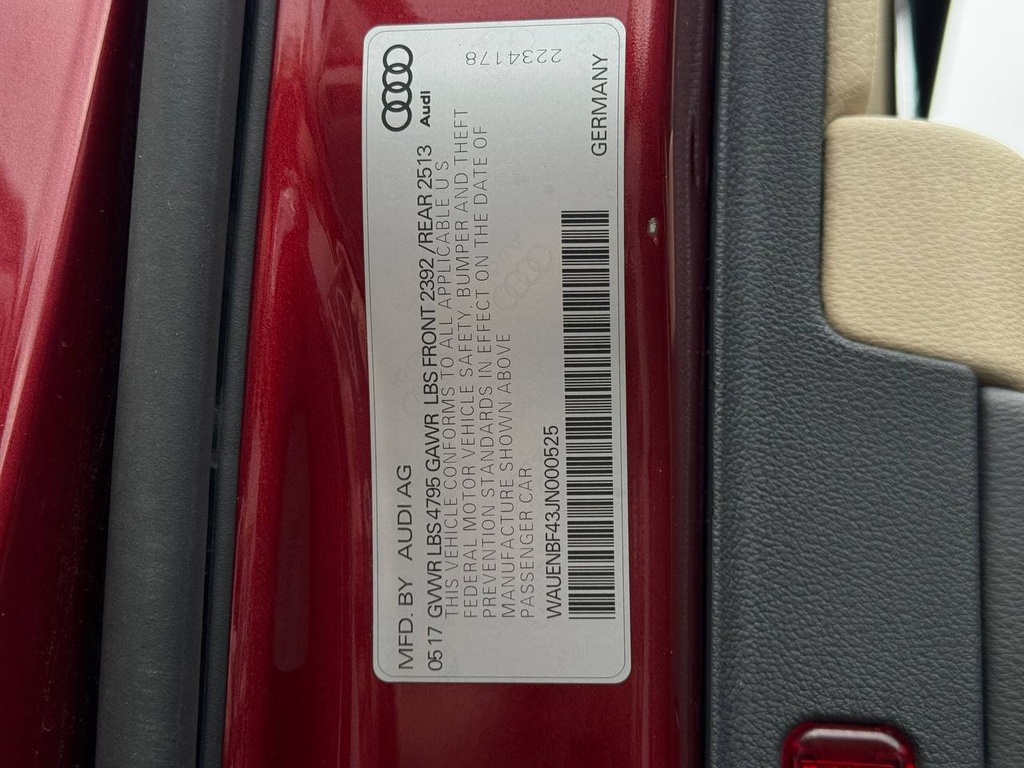 MFD. BY AUDI AG
Audi
05 17 GVWR LBS 4795 GAWR LBS FRONT 2392 /REAR 2513
THIS VEHICLE CONFORMS TO ALL APPLICABLE U S
FEDERAL MOTOR VEHICLE SAFETY, BUMPER AND THEFT
PREVENTION STANDARDS IN EFFECT ON THE DATE OF
MANUFACTURE SHOWN ABOVE
PASSENGER CAR
2234178
WAUENBF43JN000525
GERMANY